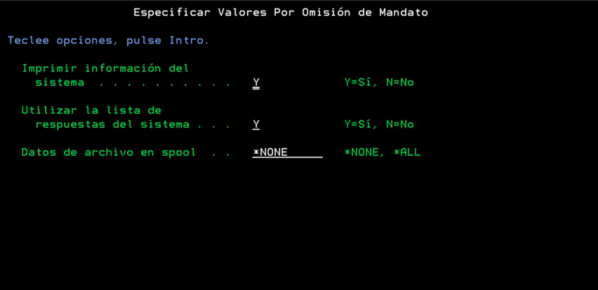 Especificar Valores Por Omisión de Mandato
Teclee opciones, pulse Intro.
Imprimir información del
sistema . . . . . . . . . . Y Y=Sí, N=No
Utilizar la lista de
respuestas del sistema . . . Y Y=Sí, N=No
Datos de archivo en spool . . *NONE *NONE, *ALL